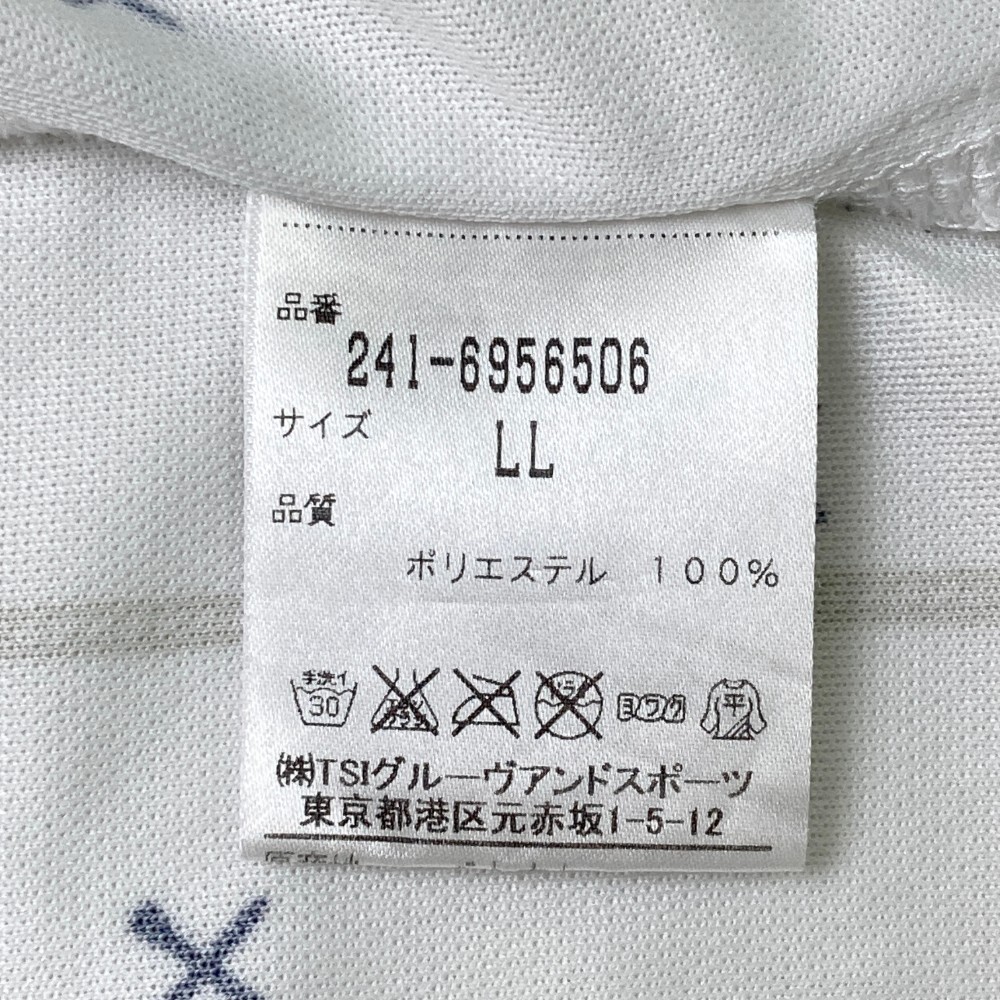 品番
241-6956506
サイズ
LL
品質
ポリエステル 100%
手洗イ
30
ヨワク
平
㈱TSIグルーヴアンドスポーツ
東京都港区元赤坂1-5-12